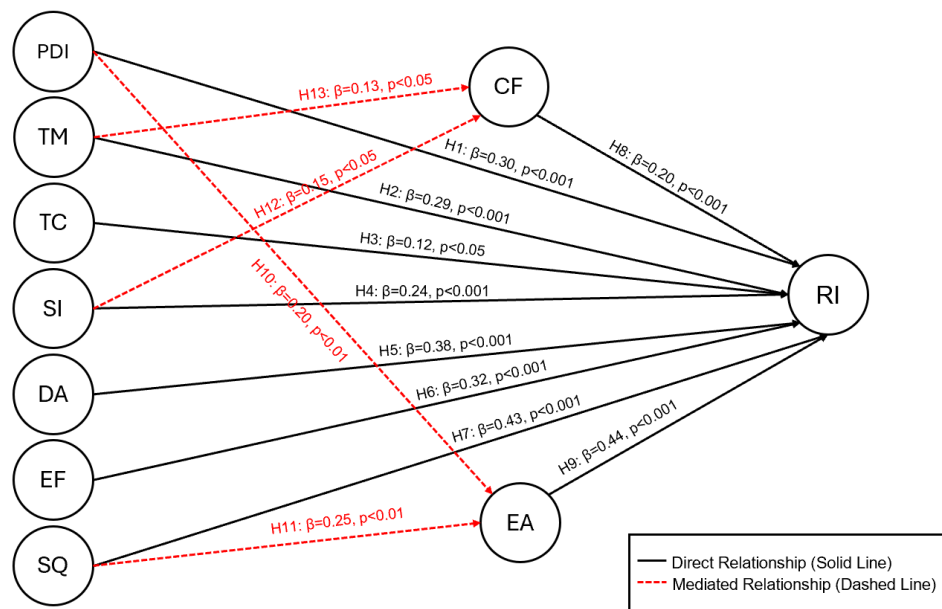 PDI
TM
TC
SI
DA
EF
SQ
CF
EA
RI
H13: β=0.13, p<0.05
H12: β=0.15, p<0.05
H10: β=0.20, p<0.01
H11: β=0.25, p<0.01
H1: β=0.30, p<0.001
H2: β=0.29, p<0.001
H3: β=0.12, p<0.05
H4: β=0.24, p<0.001
H5: β=0.38, p<0.001
H6: β=0.32, p<0.001
H7: β=0.43, p<0.001
H8: β=0.20, p<0.001
H9: β=0.44, p<0.001
Direct Relationship (Solid Line)
Mediated Relationship (Dashed Line)